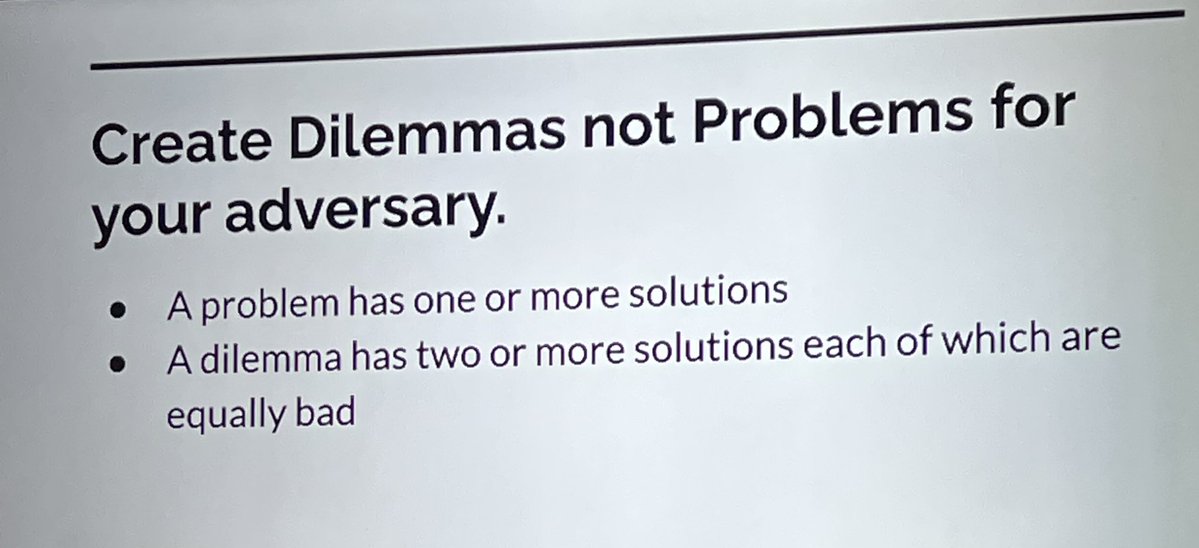 Create Dilemmas not Problems for
your adversary.
● A problem has one or more solutions
● A dilemma has two or more solutions each of which are
equally bad